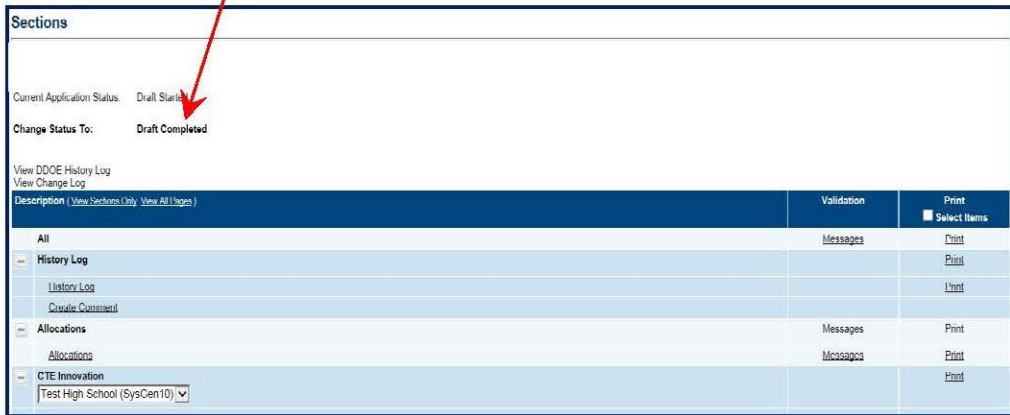 Sections
Current Application Status: Draft Started
Change Status To: Draft Completed
View DDOE History Log
View Change Log
Description ( View Sections Only View All Pages ) Validation Print
Select Items
All Messages Print
History Log Print
History Log Print
Create Comment
Allocations Messages Print
Allocations Messages Print
CTE Innovation Print
Test High School (SysGen10)